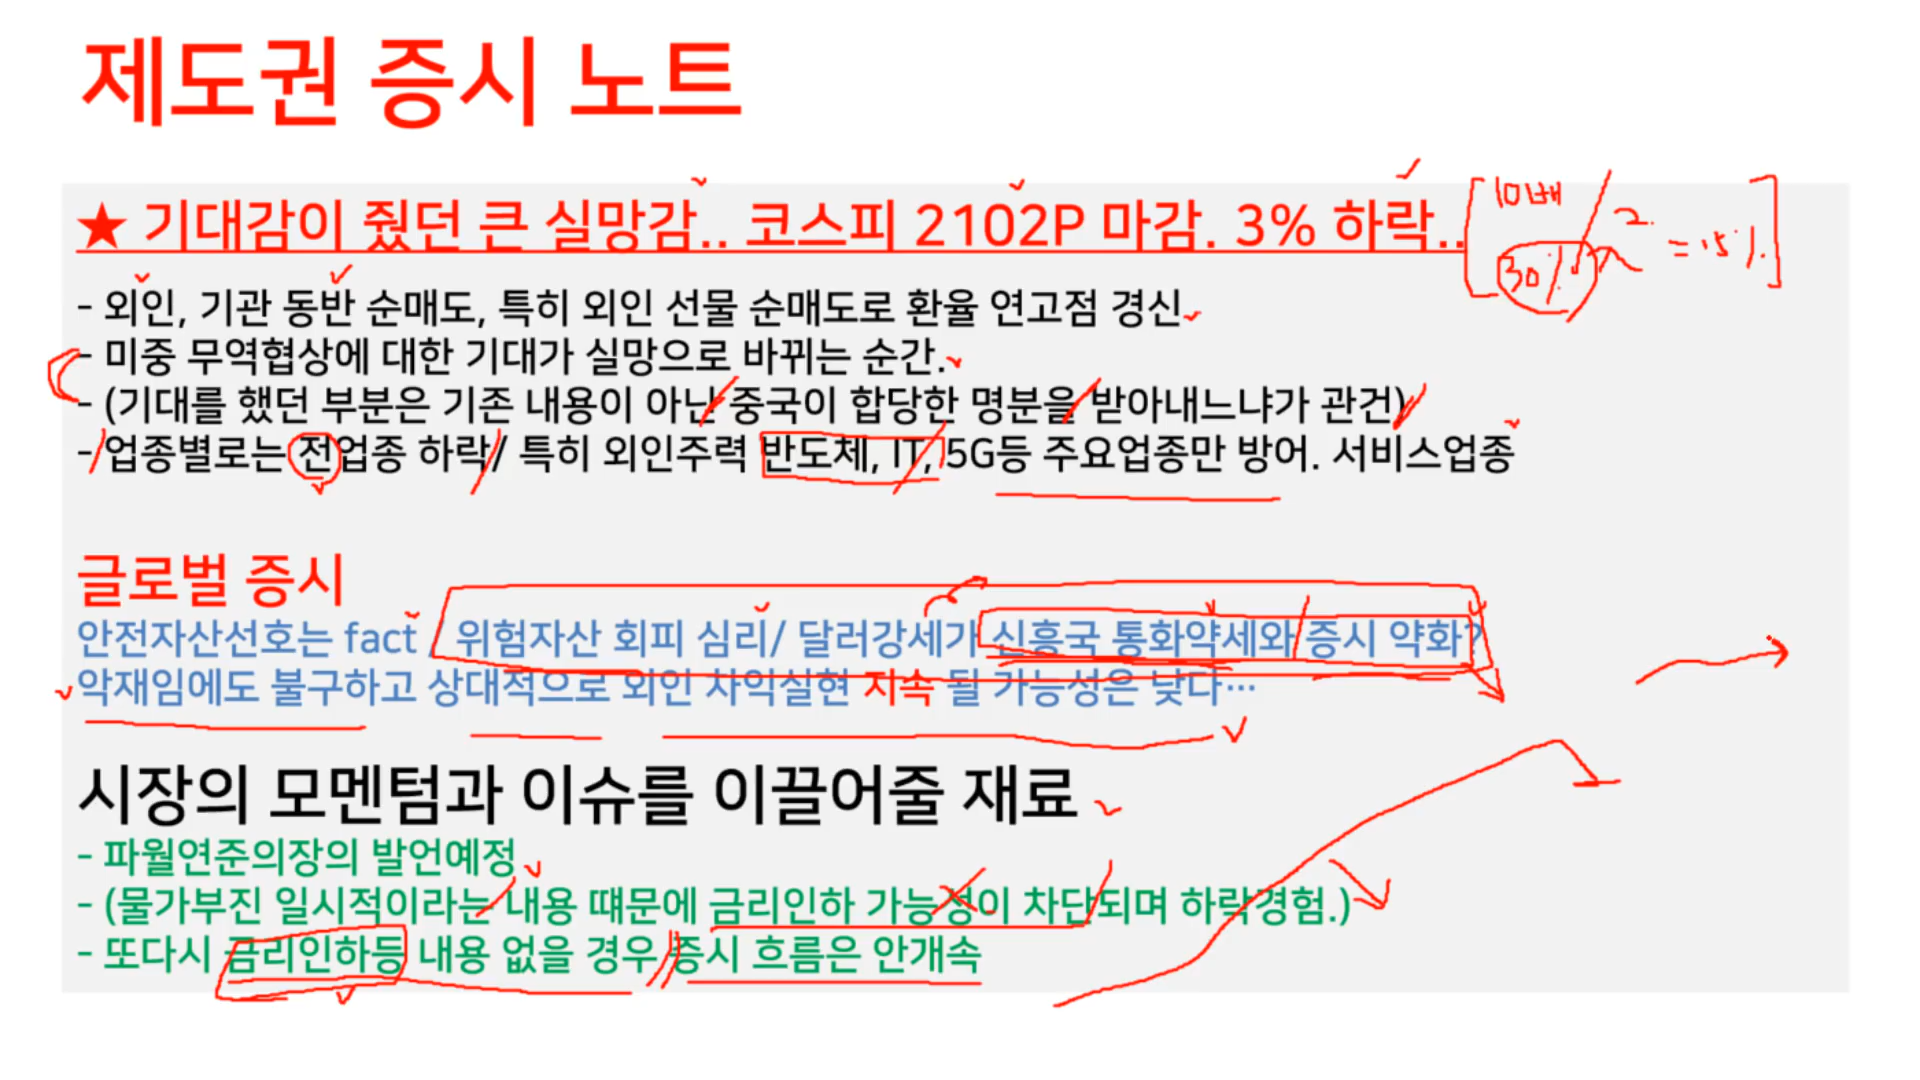 제도권 증시 노트
★ 기대감이 줬던 큰 실망감.. 코스피 2102P 마감. 3% 하락..
- 외인, 기관 동반 순매도, 특히 외인 선물 순매도로 환율 연고점 경신
- 미중 무역협상에 대한 기대가 실망으로 바뀌는 순간.
- (기대를 했던 부분은 기존 내용이 아닌 중국이 합당한 명분을 받아내느냐가 관건)
- 업종별로는 전업종 하락/ 특히 외인주력 반도체, IT, 5G등 주요업종만 방어. 서비스업종
30% = 15%
글로벌 증시
안전자산선호는 fact / 위험자산 회피 심리/ 달러강세가 신흥국 통화약세와 증시 약화?
악재임에도 불구하고 상대적으로 외인 차익실현 지속 될 가능성은 낮다…
시장의 모멘텀과 이슈를 이끌어줄 재료
- 파월연준의장의 발언예정
- (물가부진 일시적이라는 내용 떄문에 금리인하 가능성이 차단되며 하락경험.)
- 또다시 금리인하등 내용 없을 경우 증시 흐름은 안개속